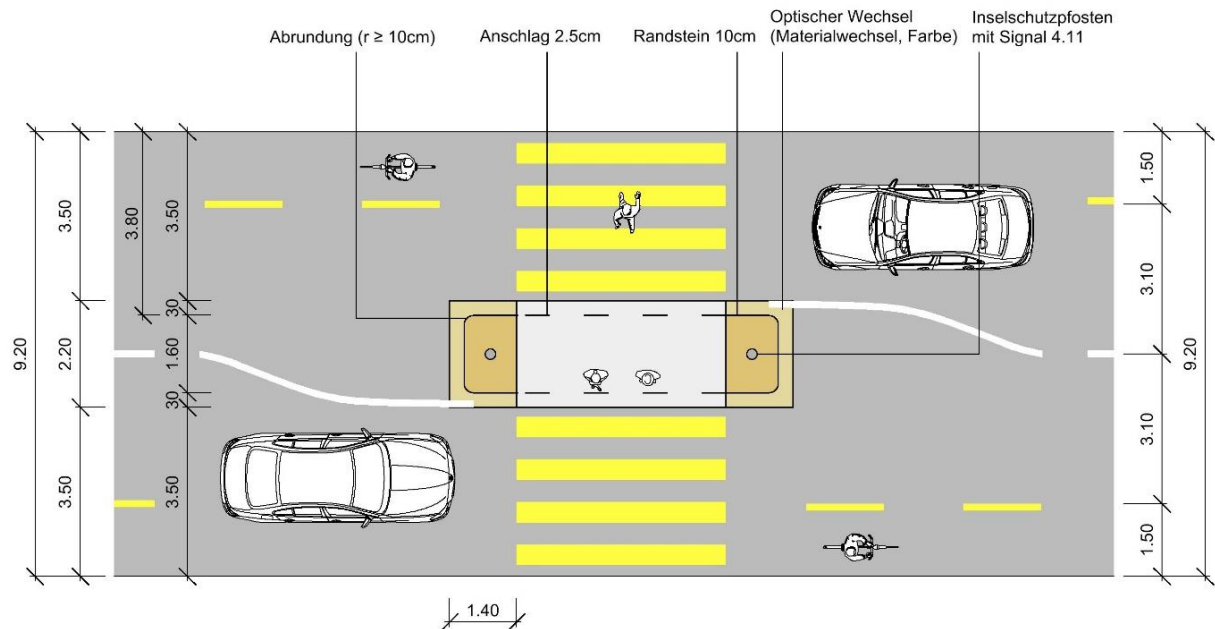 Abrundung (r ≥ 10cm)
Anschlag 2.5cm
Randstein 10cm
Optischer Wechsel
(Materialwechsel, Farbe)
Inselschutzpfosten
mit Signal 4.11
9.20
3.50
2.20
3.50
3.80
3.50
30
1.60
30
3.50
1.40
1.50
3.10
3.10
1.50
9.20